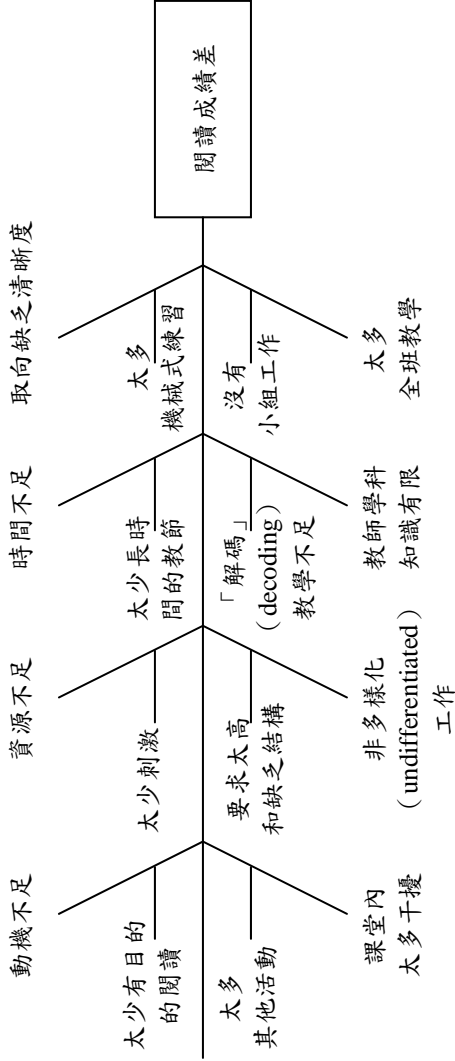 動機不足
資源不足
時間不足
取向缺乏清晰度
太少有目的
的閱讀
太少刺激
太少長時
間的教節
太多
機械式練習
閱讀成績差
太多
其他活動
要求太高
和缺乏結構
「解碼」
(decoding)
教學不足
沒有
小組工作
課堂內
太多干擾
非多樣化
(undifferentiated)
工作
教師學科
知識有限
太多
全班教學